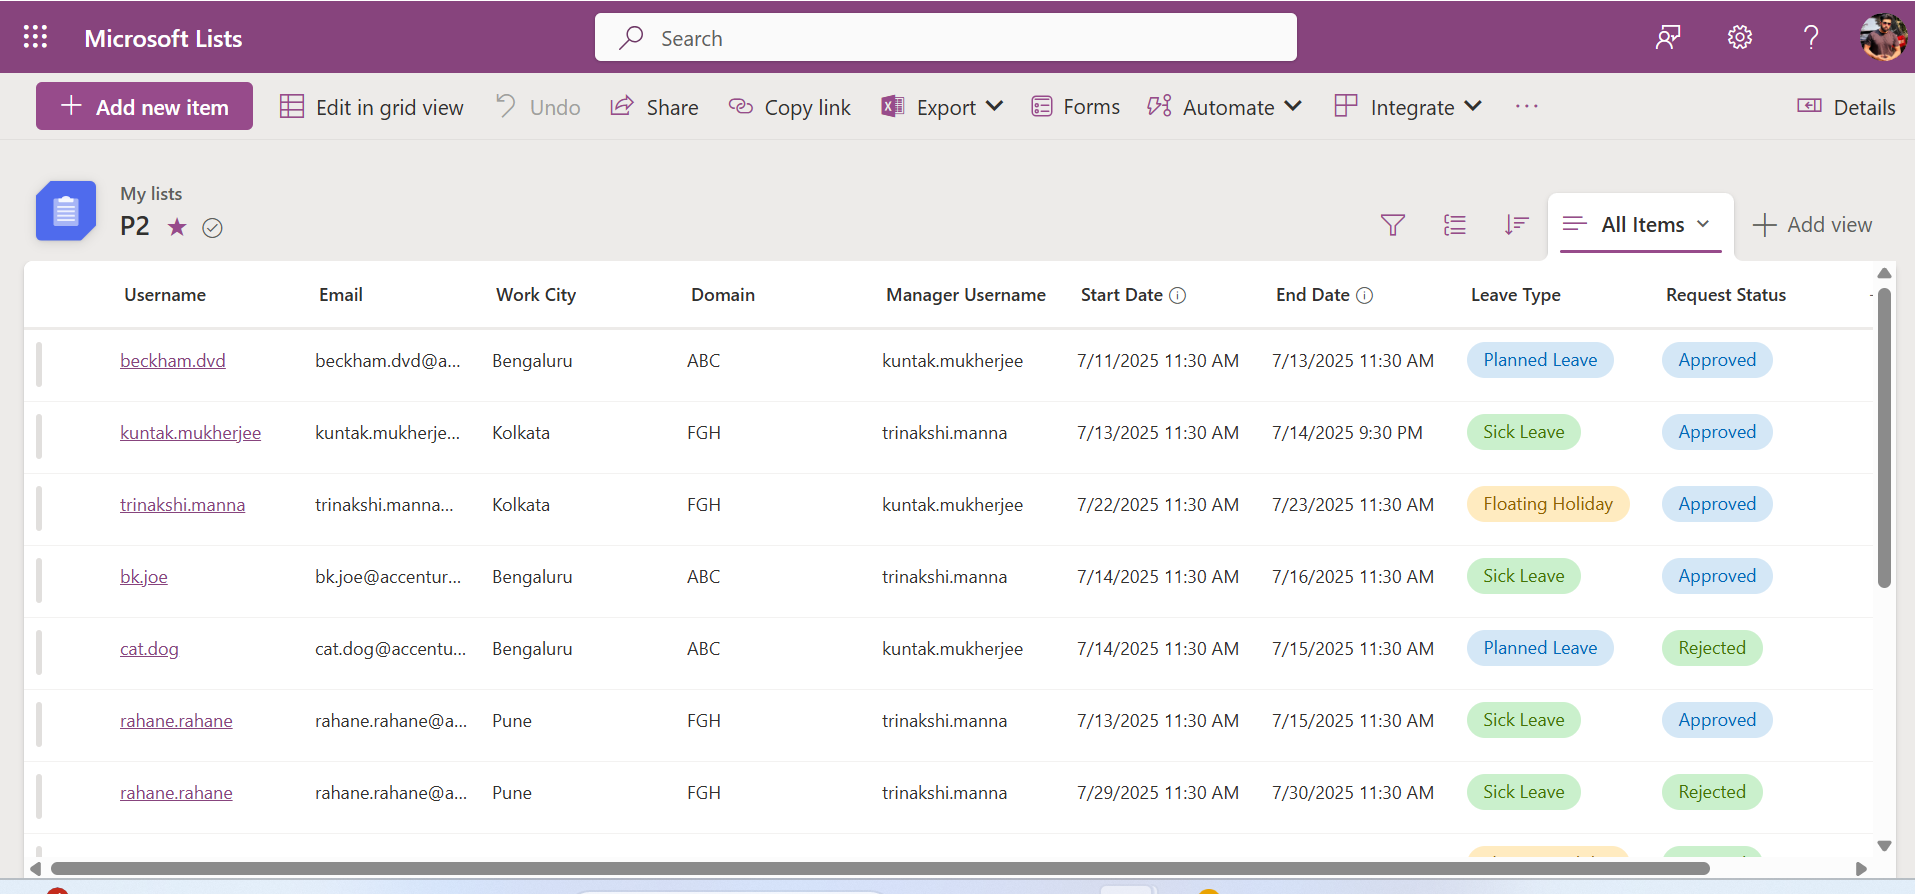 Microsoft Lists
Search
Add new item Edit in grid view Undo Share Copy link Export Forms Automate Integrate ... Details
My lists
P2
All Items Add view
Username Email Work City Domain Manager Username Start Date End Date Leave Type Request Status
beckham.dvd beckham.dvd@a... Bengaluru ABC kuntak.mukherjee 7/11/2025 11:30 AM 7/13/2025 11:30 AM Planned Leave Approved
kuntak.mukherjee kuntak.mukherje... Kolkata FGH trinakshi.manna 7/13/2025 11:30 AM 7/14/2025 9:30 PM Sick Leave Approved
trinakshi.manna trinakshi.manna... Kolkata FGH kuntak.mukherjee 7/22/2025 11:30 AM 7/23/2025 11:30 AM Floating Holiday Approved
bk.joe bk.joe@accentur... Bengaluru ABC trinakshi.manna 7/14/2025 11:30 AM 7/16/2025 11:30 AM Sick Leave Approved
cat.dog cat.dog@accentu... Bengaluru ABC kuntak.mukherjee 7/14/2025 11:30 AM 7/15/2025 11:30 AM Planned Leave Rejected
rahane.rahane rahane.rahane@a... Pune FGH trinakshi.manna 7/13/2025 11:30 AM 7/15/2025 11:30 AM Sick Leave Approved
rahane.rahane rahane.rahane@a... Pune FGH trinakshi.manna 7/29/2025 11:30 AM 7/30/2025 11:30 AM Sick Leave Rejected